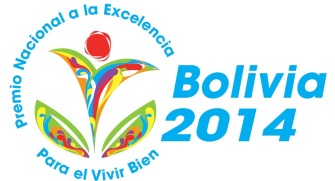 Premio Nacional a la Excelencia
Para el Vivir Bien
Bolivia
2014